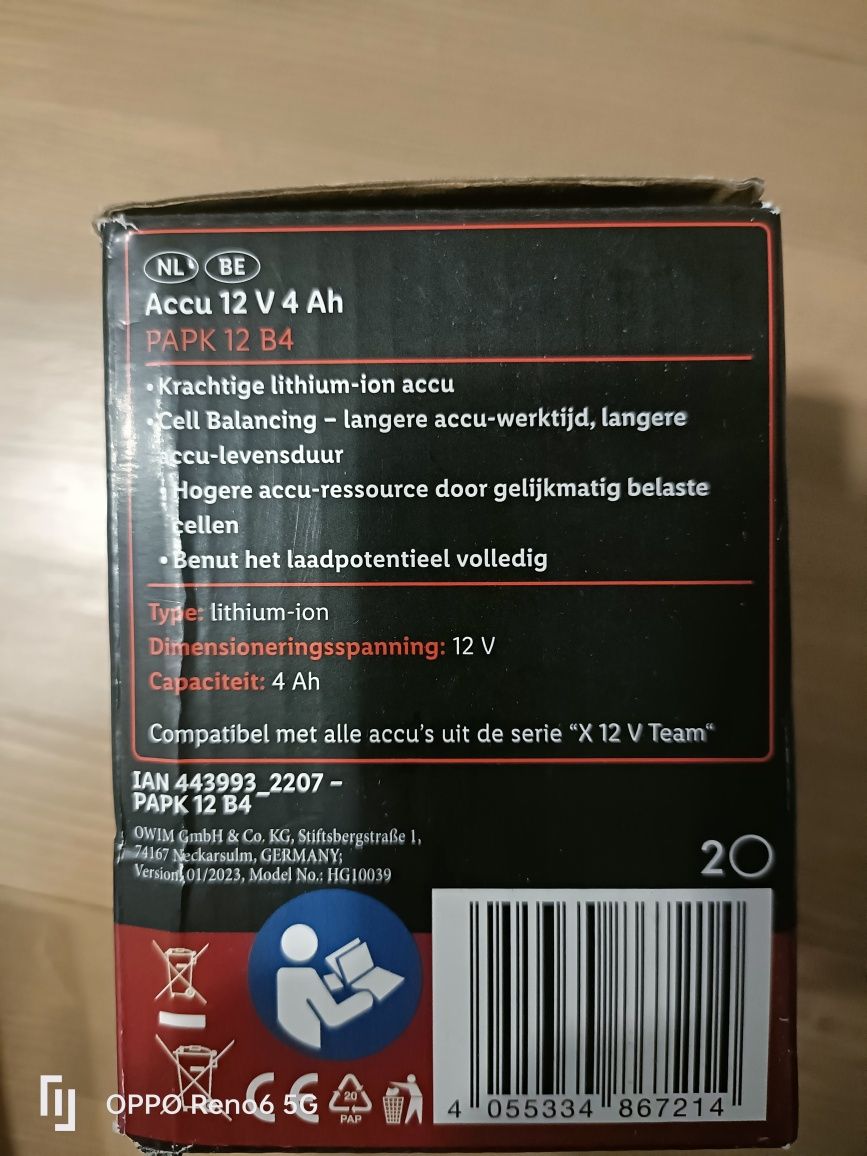 NL BE
Accu 12 V 4 Ah
PAPK 12 B4
• Krachtige lithium-ion accu
• Cell Balancing – langere accu-werktijd, langere
accu-levensduur
• Hogere accu-ressource door gelijkmatig belaste
cellen
• Benut het laadpotentieel volledig
Type: lithium-ion
Dimensioneringsspanning: 12 V
Capaciteit: 4 Ah
Compatibel met alle accu’s uit de serie “X 12 V Team“
IAN 443993_2207 –
PAPK 12 B4
OWIM GmbH & Co. KG, Stiftsbergstraße 1,
74167 Neckarsulm, GERMANY;
Version: 01/2023, Model No.: HG10039
2
CE
20
PAP
4 055334 867214
OPPO Reno6 5G